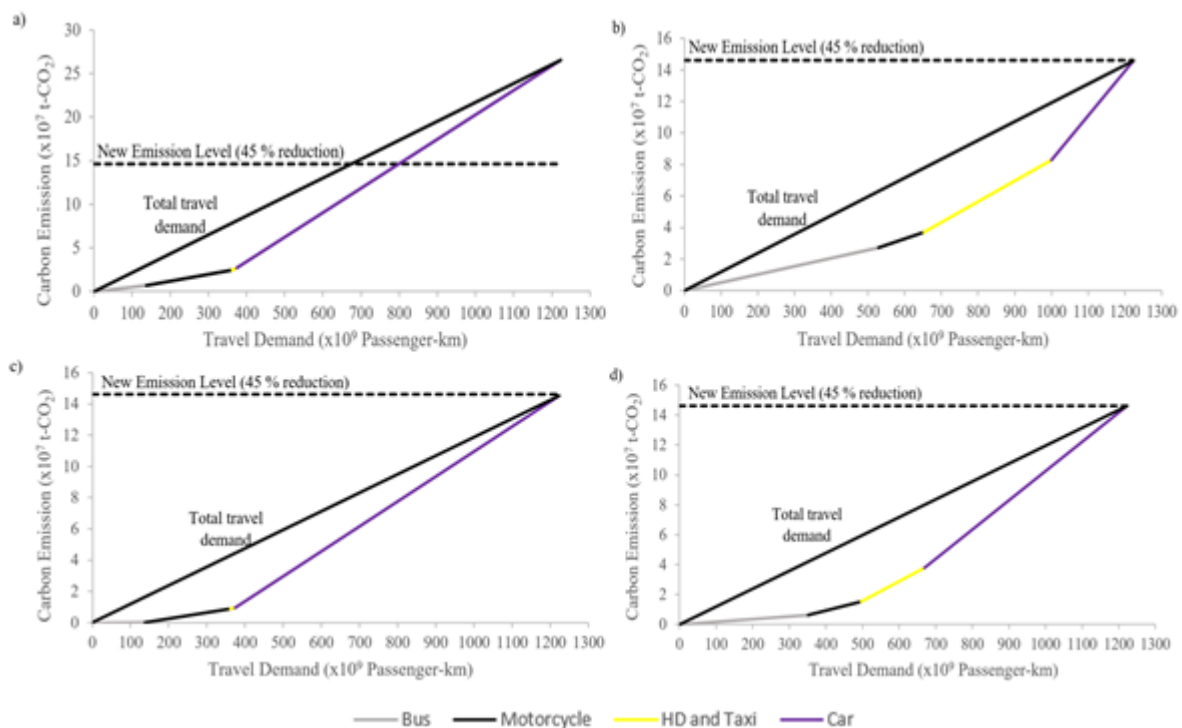 a)
30
25
20
15
10
5
0
Carbon Emission (x10⁷ t-CO₂)
New Emission Level (45 % reduction)
Total travel
demand
0 100 200 300 400 500 600 700 800 900 1000 1100 1200 1300
Travel Demand (x10⁹ Passenger-km)
b)
16
14
12
10
8
6
4
2
0
Carbon Emission (x10⁷ t-CO₂)
New Emission Level (45 % reduction)
Total travel
demand
0 100 200 300 400 500 600 700 800 900 1000 1100 1200 1300
Travel Demand (x10⁹ Passenger-km)
c)
16
14
12
10
8
6
4
2
0
Carbon Emission (x10⁷ t-CO₂)
New Emission Level (45 % reduction)
Total travel
demand
0 100 200 300 400 500 600 700 800 900 1000 1100 1200 1300
Travel Demand (x10⁹ Passenger-km)
d)
16
14
12
10
8
6
4
2
0
Carbon Emission (x10⁷ t-CO₂)
New Emission Level (45 % reduction)
Total travel
demand
0 100 200 300 400 500 600 700 800 900 1000 1100 1200 1300
Travel Demand (x10⁹ Passenger-km)
Bus Motorcycle HD and Taxi Car